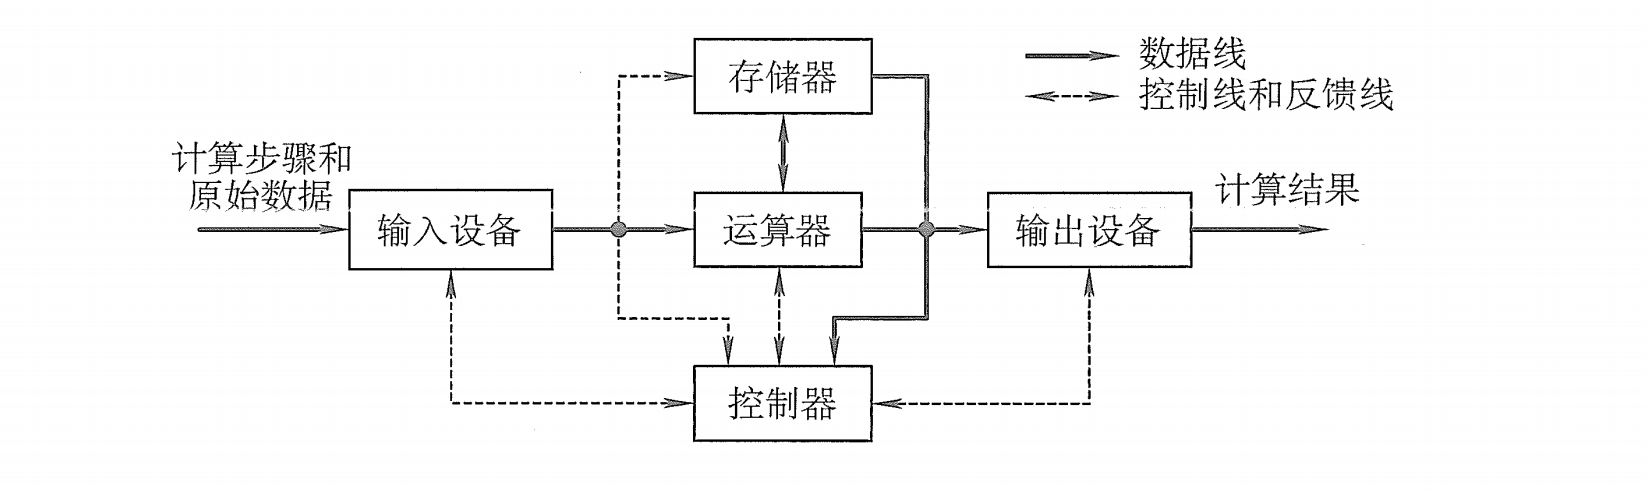 存储器
数据线
控制线和反馈线
计算步骤和
原始数据
输入设备
运算器
输出设备
计算结果
控制器